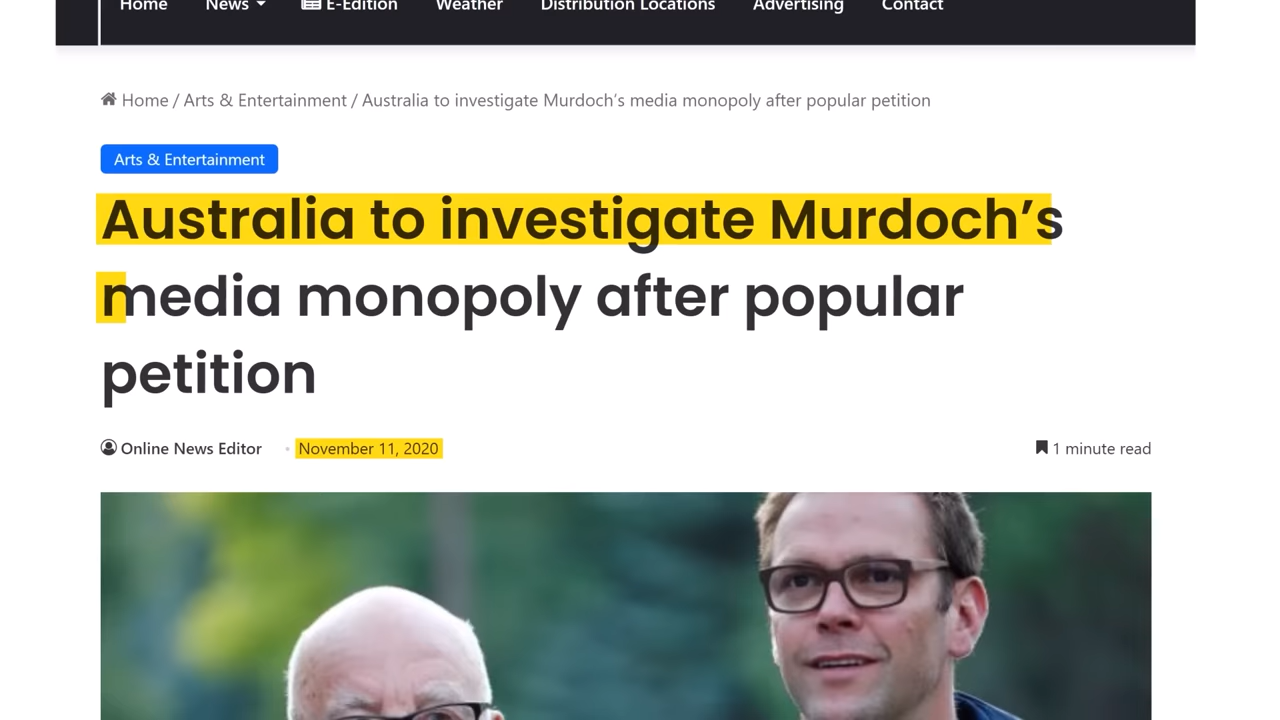 Home News E-Edition Weather Distribution Locations Advertising Contact
Home / Arts & Entertainment / Australia to investigate Murdoch's media monopoly after popular petition
Arts & Entertainment
Australia to investigate Murdoch’s
media monopoly after popular
petition
Online News Editor November 11, 2020 1 minute read